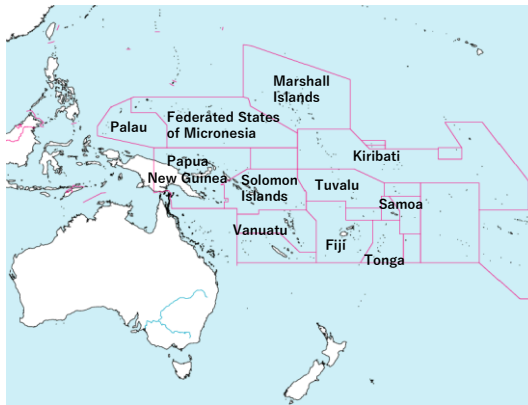 Marshall
Islands
Federated States
of Micronesia
Palau
Kiribati
Papua
New Guinea
Solomon
Islands
Tuvalu
Samoa
Vanuatu
Fiji
Tonga